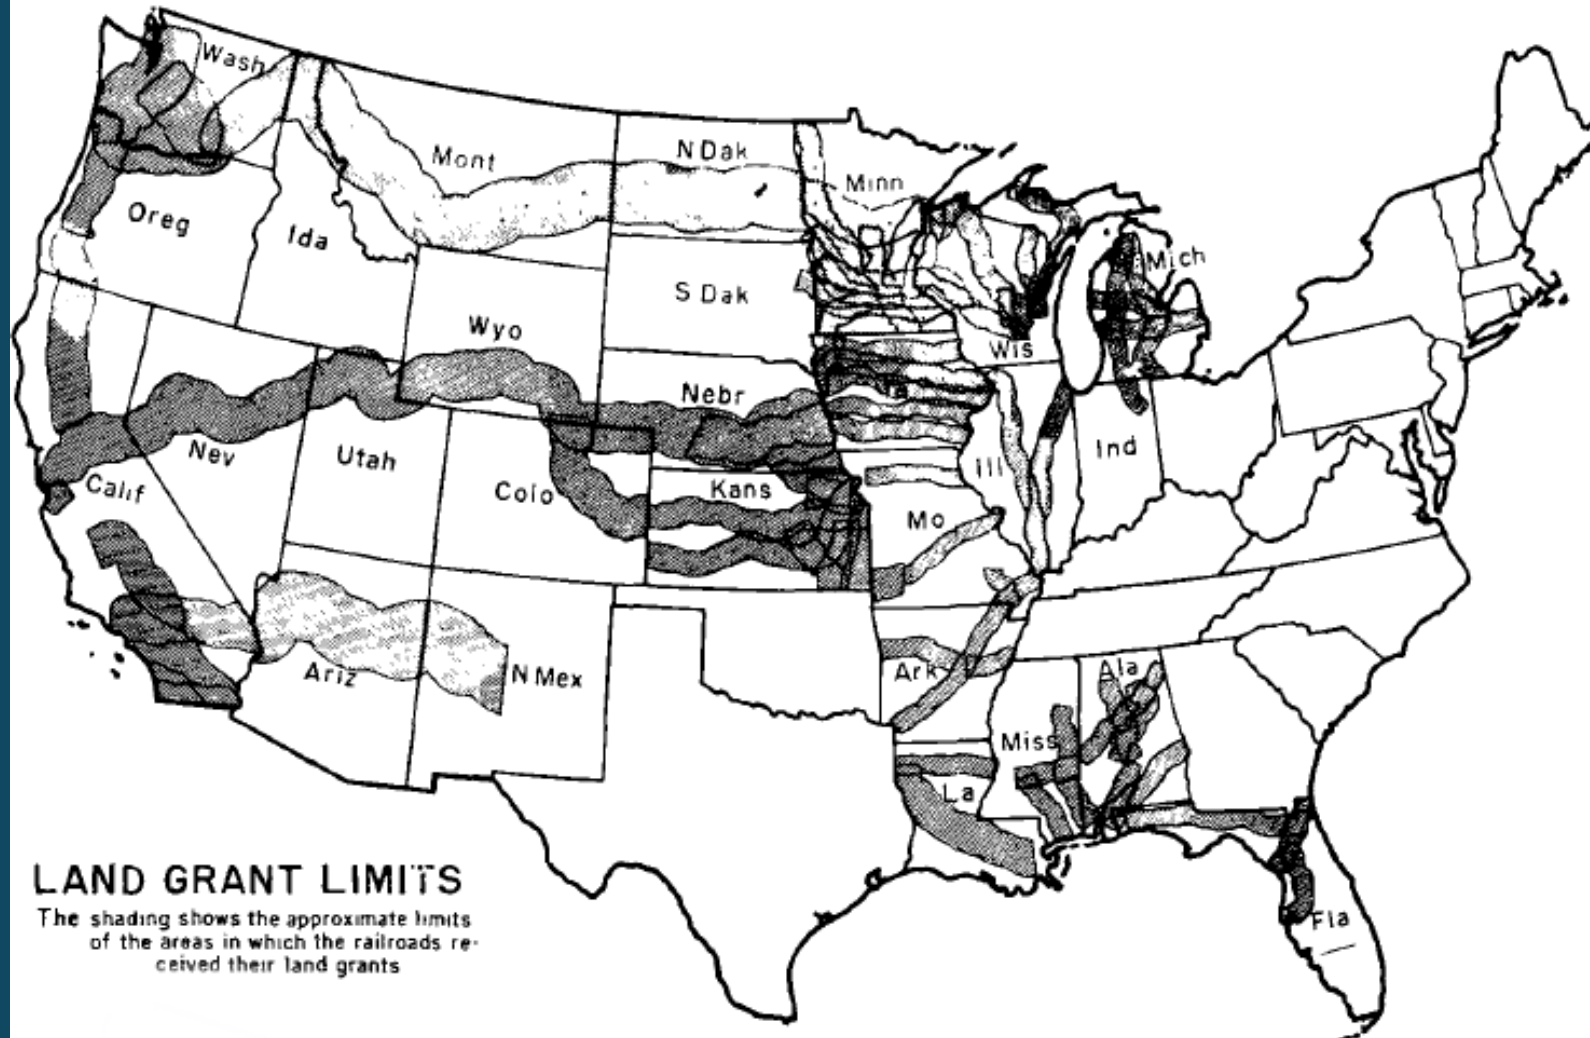 Wash
Mont
N Dak
Minn
Oreg
Ida
Mich
S Dak
Wyo
Wis
Nebr
Ia
Nev
Utah
Ill
Ind
Calif
Colo
Kans
Mo
Ariz
N Mex
Ark
Ala
Miss
La
Fla
LAND GRANT LIMITS
The shading shows the approximate limits
of the areas in which the railroads re-
ceived their land grants